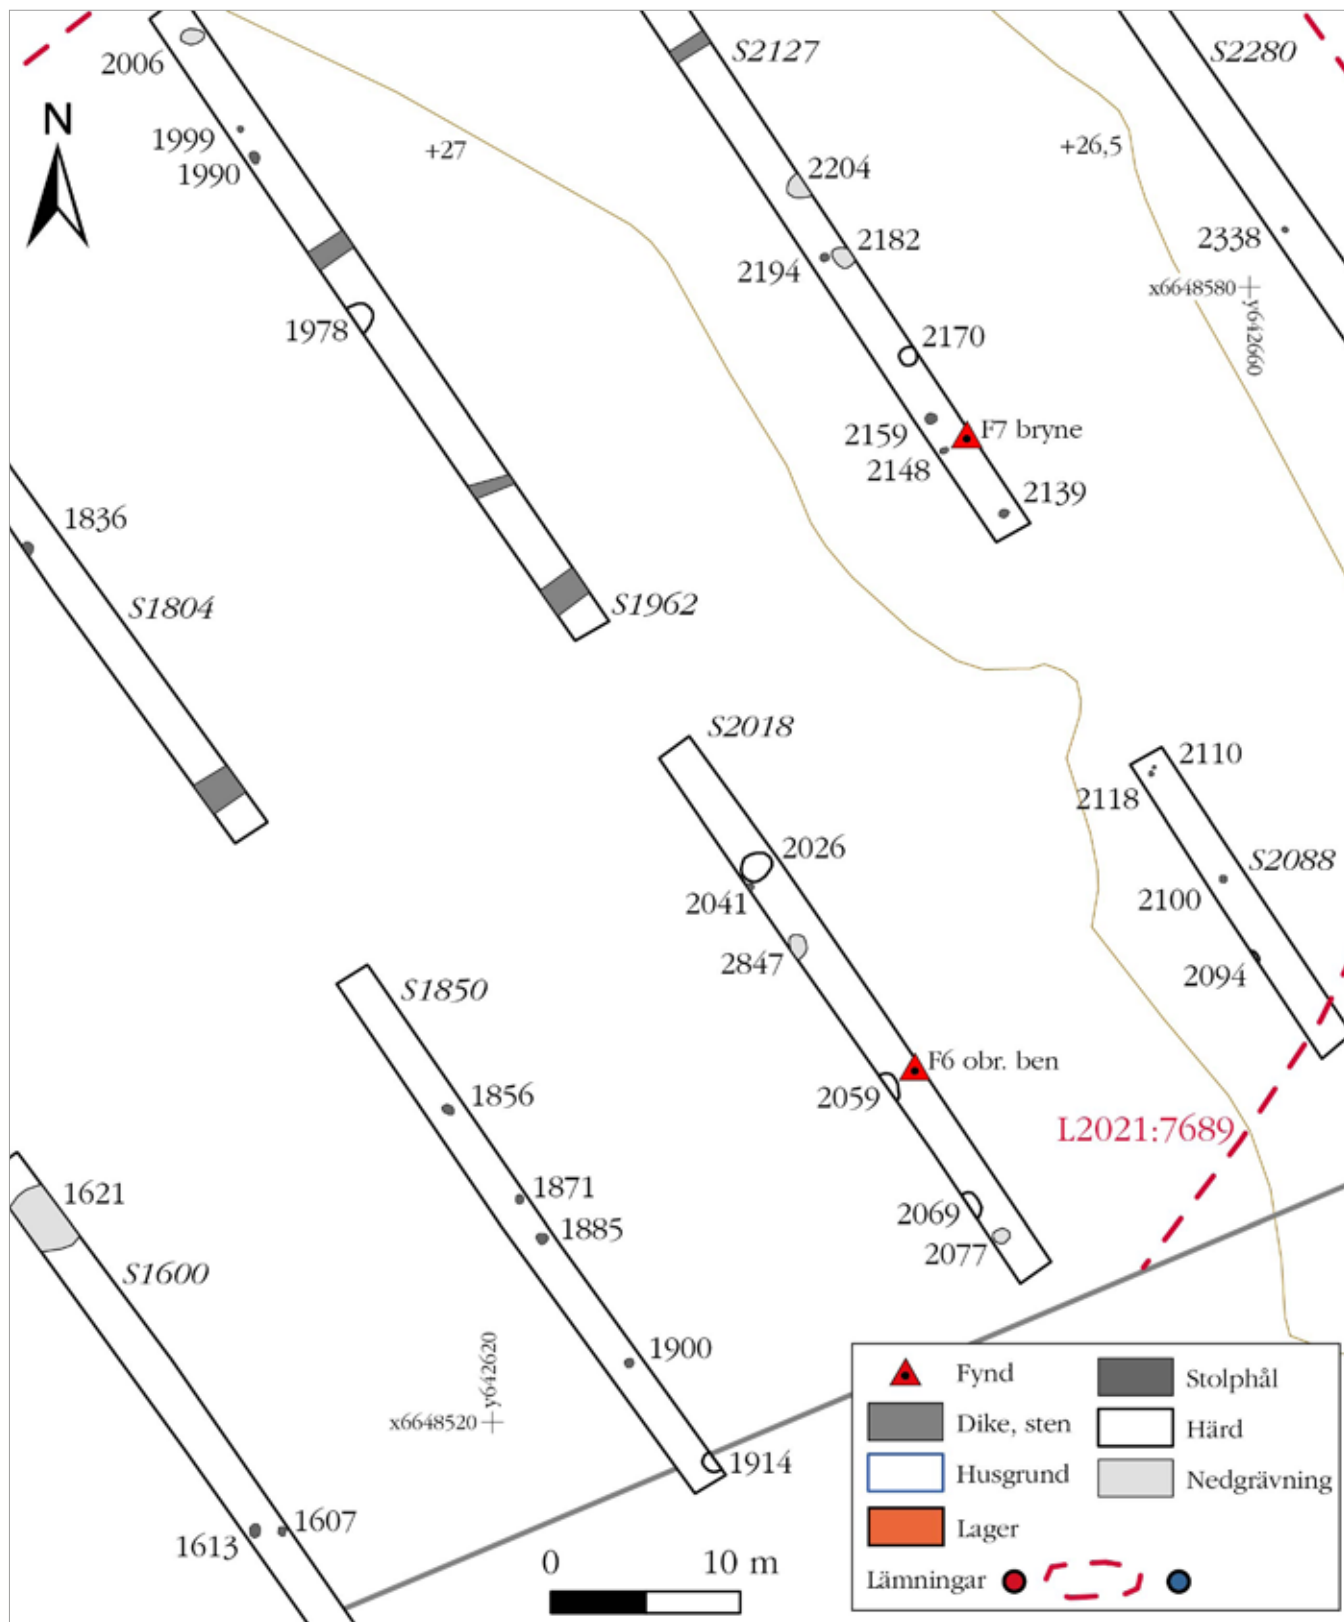 2006
S2127
S2280
N
1999
1990
+27
+26,5
2204
2182
2194
2338
x6648580
y642660
1978
2170
F7 bryne
2159
2148
2139
1836
S1804
S1962
S2018
2110
2118
2026
S2088
2041
2100
2847
2094
S1850
F6 obr. ben
2059
1856
L2021:7689
1621
1871
1885
2069
2077
S1600
y642620
1900
x6648520
1914
1607
1613
0 10 m
Fynd
Stolphål
Dike, sten
Härd
Husgrund
Nedgrävning
Lager
Lämningar